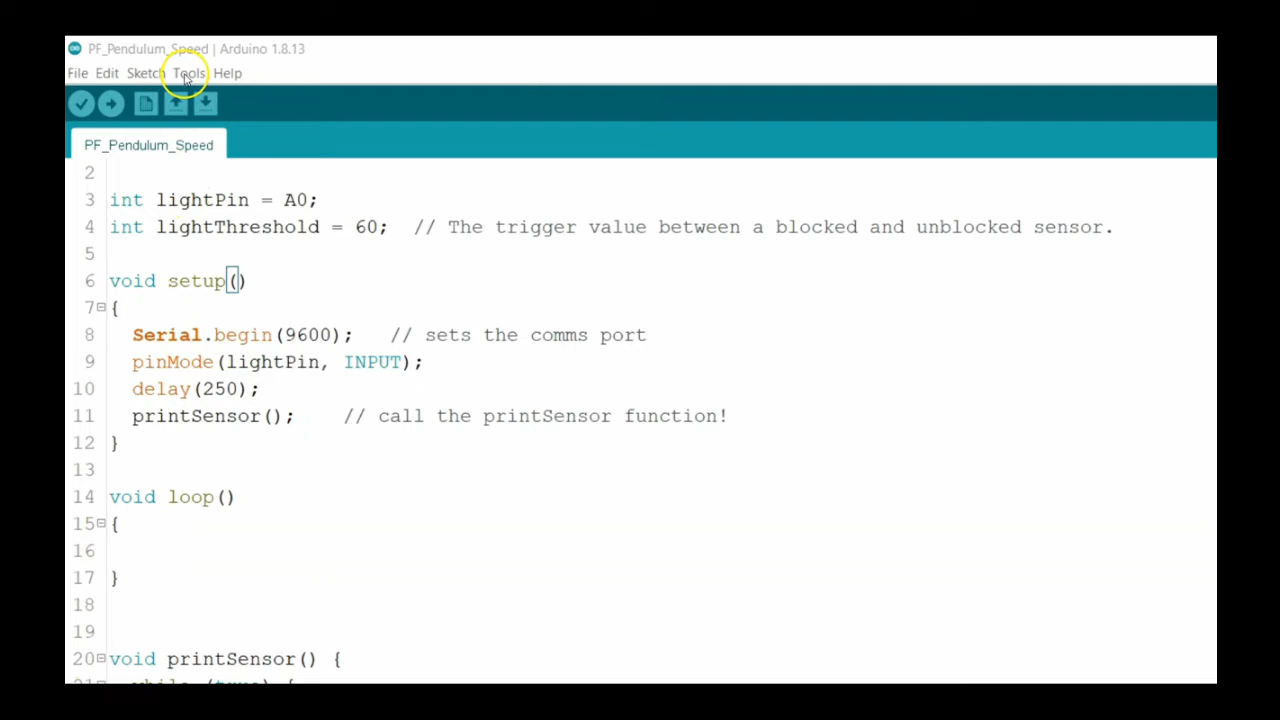 PF_Pendulum_Speed | Arduino 1.8.13
File Edit Sketch Tools Help
PF_Pendulum_Speed
2
3 int lightPin = A0;
4 int lightThreshold = 60; // The trigger value between a blocked and unblocked sensor.
5
6 void setup()
7 {
8 Serial.begin(9600); // sets the comms port
9 pinMode(lightPin, INPUT);
10 delay(250);
11 printSensor(); // call the printSensor function!
12 }
13
14 void loop()
15 {
16
17 }
18
19
20 void printSensor() {
21 while (true) {